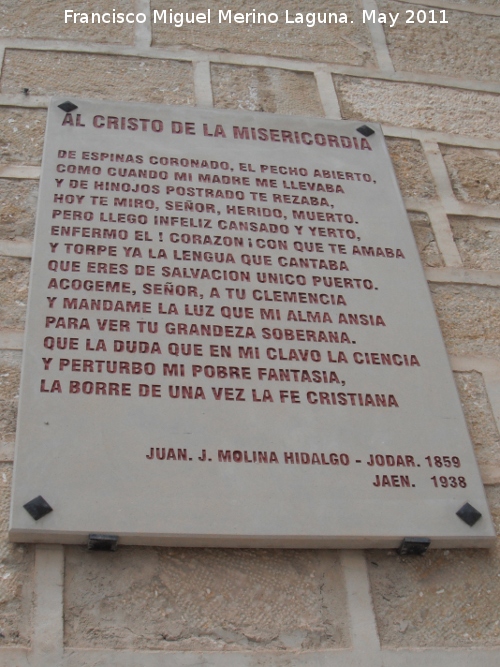 Francisco Miguel Merino Laguna. May 2011
AL CRISTO DE LA MISERICORDIA
DE ESPINAS CORONADO, EL PECHO ABIERTO,
COMO CUANDO MI MADRE ME LLEVABA
Y DE HINOJOS POSTRADO TE REZABA,
HOY TE MIRO, SEÑOR, HERIDO, MUERTO.
PERO LLEGO INFELIZ CANSADO Y YERTO,
ENFERMO EL ! CORAZON ¡ CON QUE TE AMABA
Y TORPE YA LA LENGUA QUE CANTABA
QUE ERES DE SALVACION UNICO PUERTO.
ACOGEME, SEÑOR, A TU CLEMENCIA
Y MANDAME LA LUZ QUE MI ALMA ANSIA
PARA VER TU GRANDEZA SOBERANA.
QUE LA DUDA QUE EN MI CLAVO LA CIENCIA
Y PERTURBO MI POBRE FANTASIA,
LA BORRE DE UNA VEZ LA FE CRISTIANA
JUAN. J. MOLINA HIDALGO - JODAR. 1859
JAEN. 1938